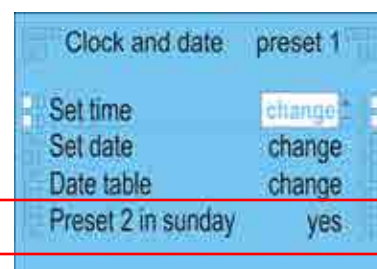 Clock and date preset 1
Set time change
Set date change
Date table change
Preset 2 in sunday yes